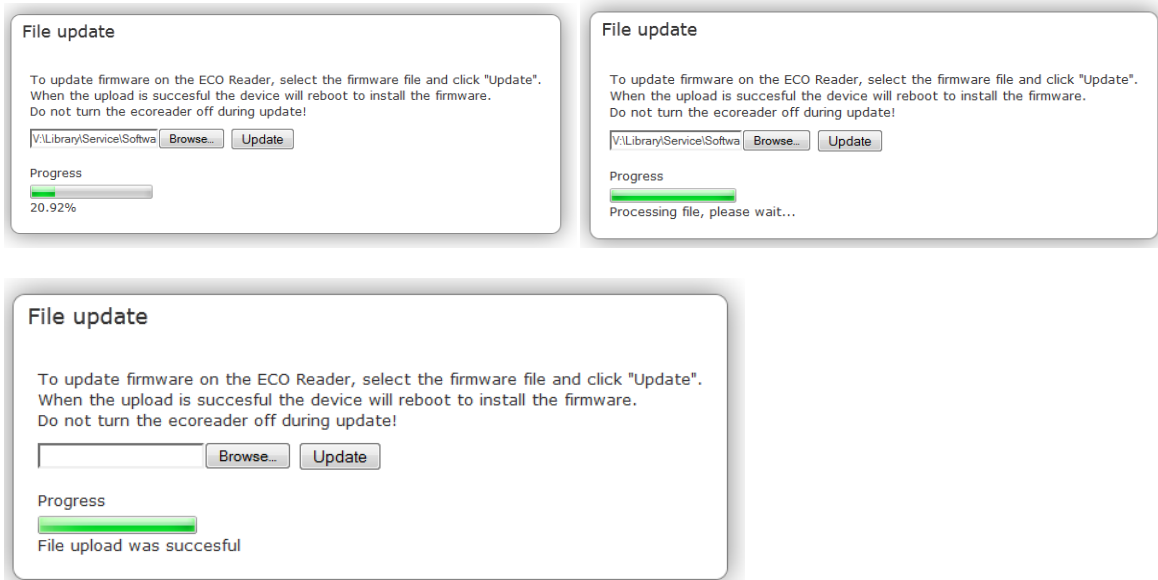 File update
To update firmware on the ECO Reader, select the firmware file and click "Update".
When the upload is succesful the device will reboot to install the firmware.
Do not turn the ecoreader off during update!
V:\Library\Service\Softwa Browse... Update
Progress
20.92%
File update
To update firmware on the ECO Reader, select the firmware file and click "Update".
When the upload is succesful the device will reboot to install the firmware.
Do not turn the ecoreader off during update!
V:\Library\Service\Softwa Browse... Update
Progress
Processing file, please wait...
File update
To update firmware on the ECO Reader, select the firmware file and click "Update".
When the upload is succesful the device will reboot to install the firmware.
Do not turn the ecoreader off during update!
Browse... Update
Progress
File upload was succesful